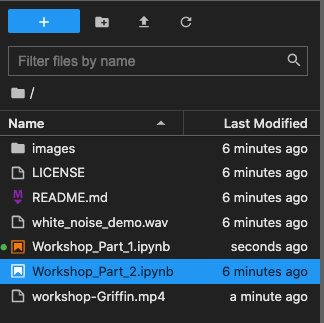 +
Filter files by name
/
Name Last Modified
images 6 minutes ago
LICENSE 6 minutes ago
M README.md 6 minutes ago
white_noise_demo.wav 6 minutes ago
Workshop_Part_1.ipynb seconds ago
Workshop_Part_2.ipynb 6 minutes ago
workshop-Griffin.mp4 a minute ago